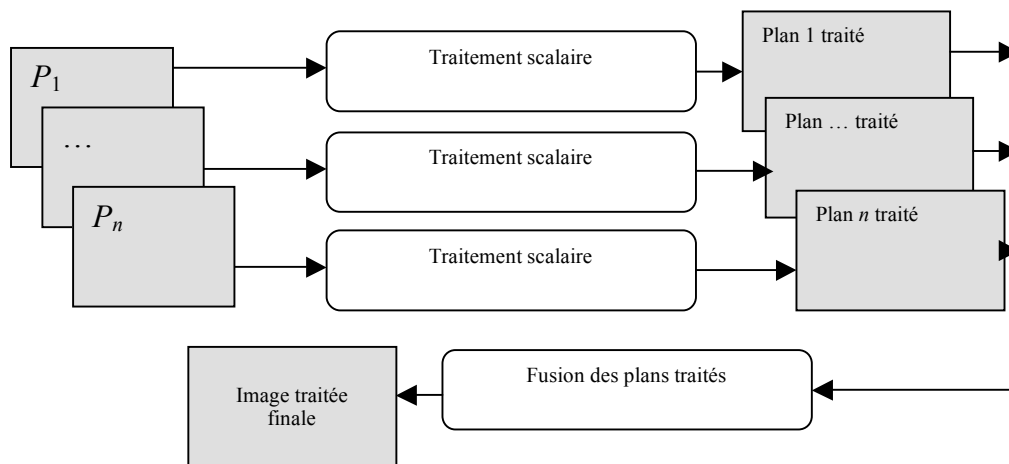 P₁
Traitement scalaire
Plan 1 traité
…
Traitement scalaire
Plan … traité
Pₙ
Traitement scalaire
Plan n traité
Image traitée
finale
Fusion des plans traités